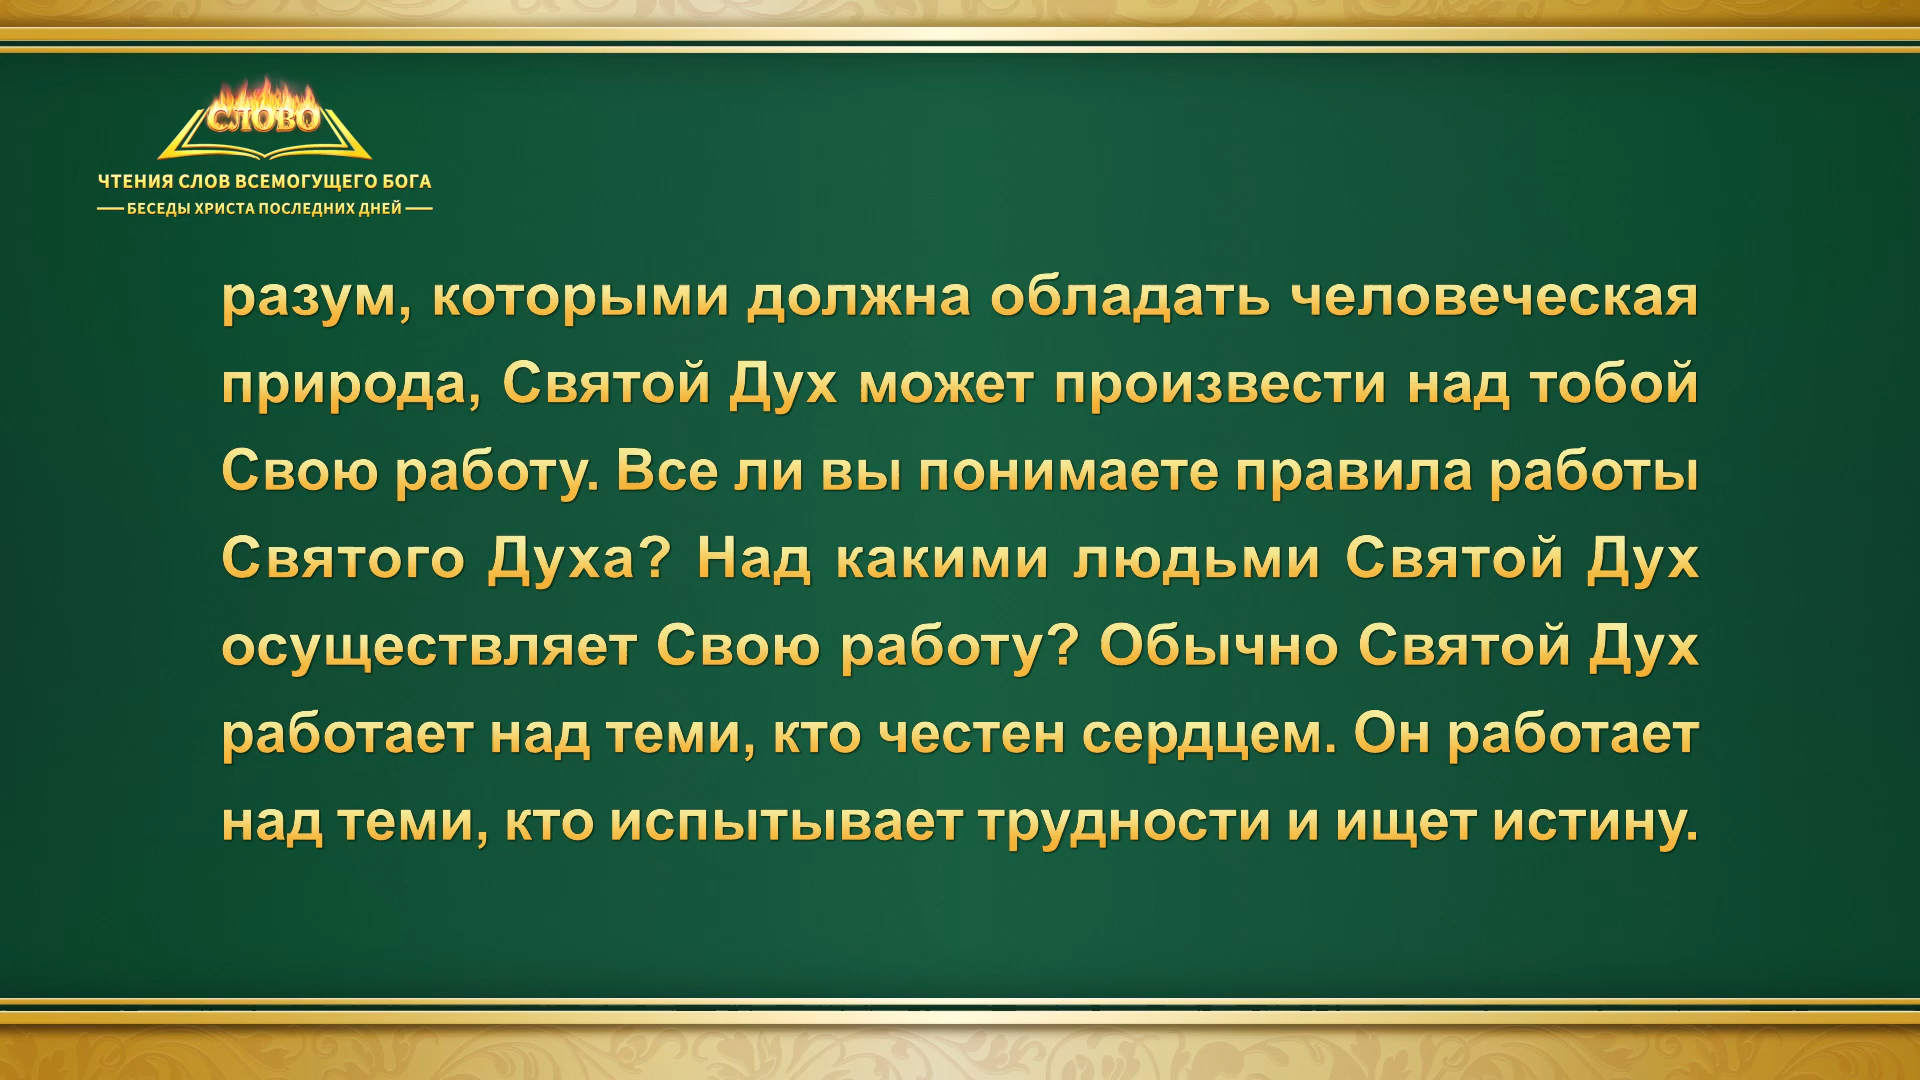 СЛОВО
ЧТЕНИЯ СЛОВ ВСЕМОГУЩЕГО БОГА
БЕСЕДЫ ХРИСТА ПОСЛЕДНИХ ДНЕЙ
разум, которыми должна обладать человеческая
природа, Святой Дух может произвести над тобой
Свою работу. Все ли вы понимаете правила работы
Святого Духа? Над какими людьми Святой Дух
осуществляет Свою работу? Обычно Святой Дух
работает над теми, кто честен сердцем. Он работает
над теми, кто испытывает трудности и ищет истину.